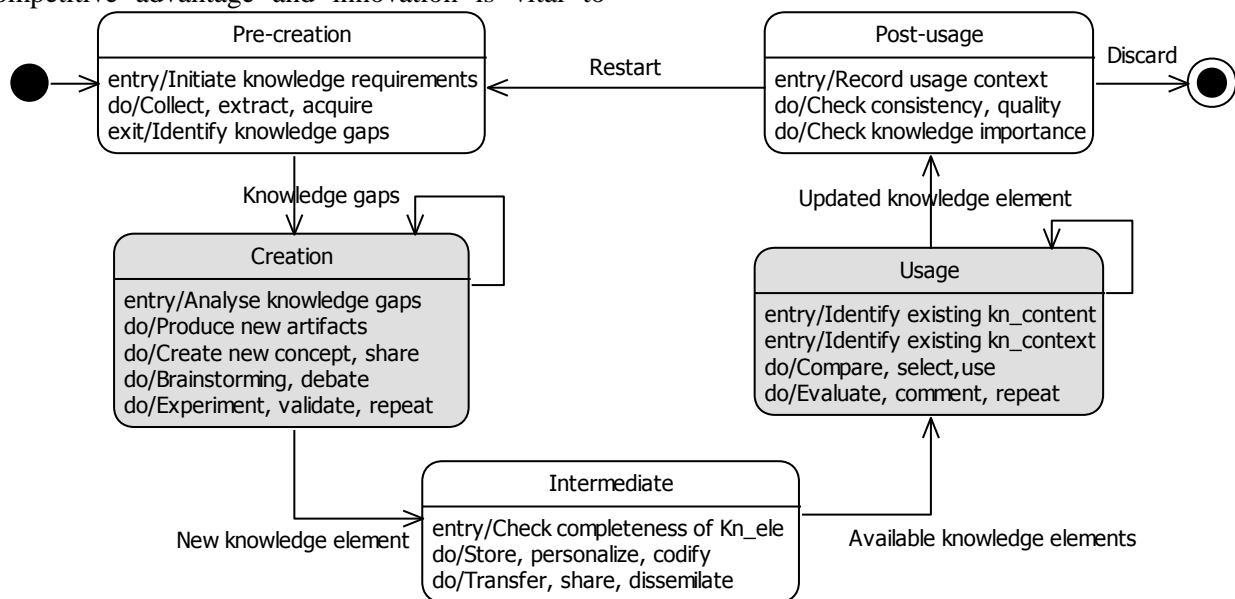 ompetitive advantage and innovation is vital to
Pre-creation
entry/Initiate knowledge requirements
do/Collect, extract, acquire
exit/Identify knowledge gaps
Restart
Post-usage
entry/Record usage context
do/Check consistency, quality
do/Check knowledge importance
Discard
Knowledge gaps
Updated knowledge element
Creation
entry/Analyse knowledge gaps
do/Produce new artifacts
do/Create new concept, share
do/Brainstorming, debate
do/Experiment, validate, repeat
Usage
entry/Identify existing kn_content
entry/Identify existing kn_context
do/Compare, select,use
do/Evaluate, comment, repeat
New knowledge element
Intermediate
entry/Check completeness of Kn_ele
do/Store, personalize, codify
do/Transfer, share, dissemilate
Available knowledge elements